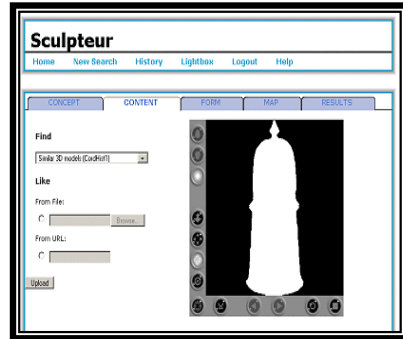 Sculpteur
Home New Search History Lightbox Logout Help
CONCEPT CONTENT FORM MAP RESULTS
Find
Similar 3D models (CordHist1)
Like
From File:
Browse...
From URL:
Upload